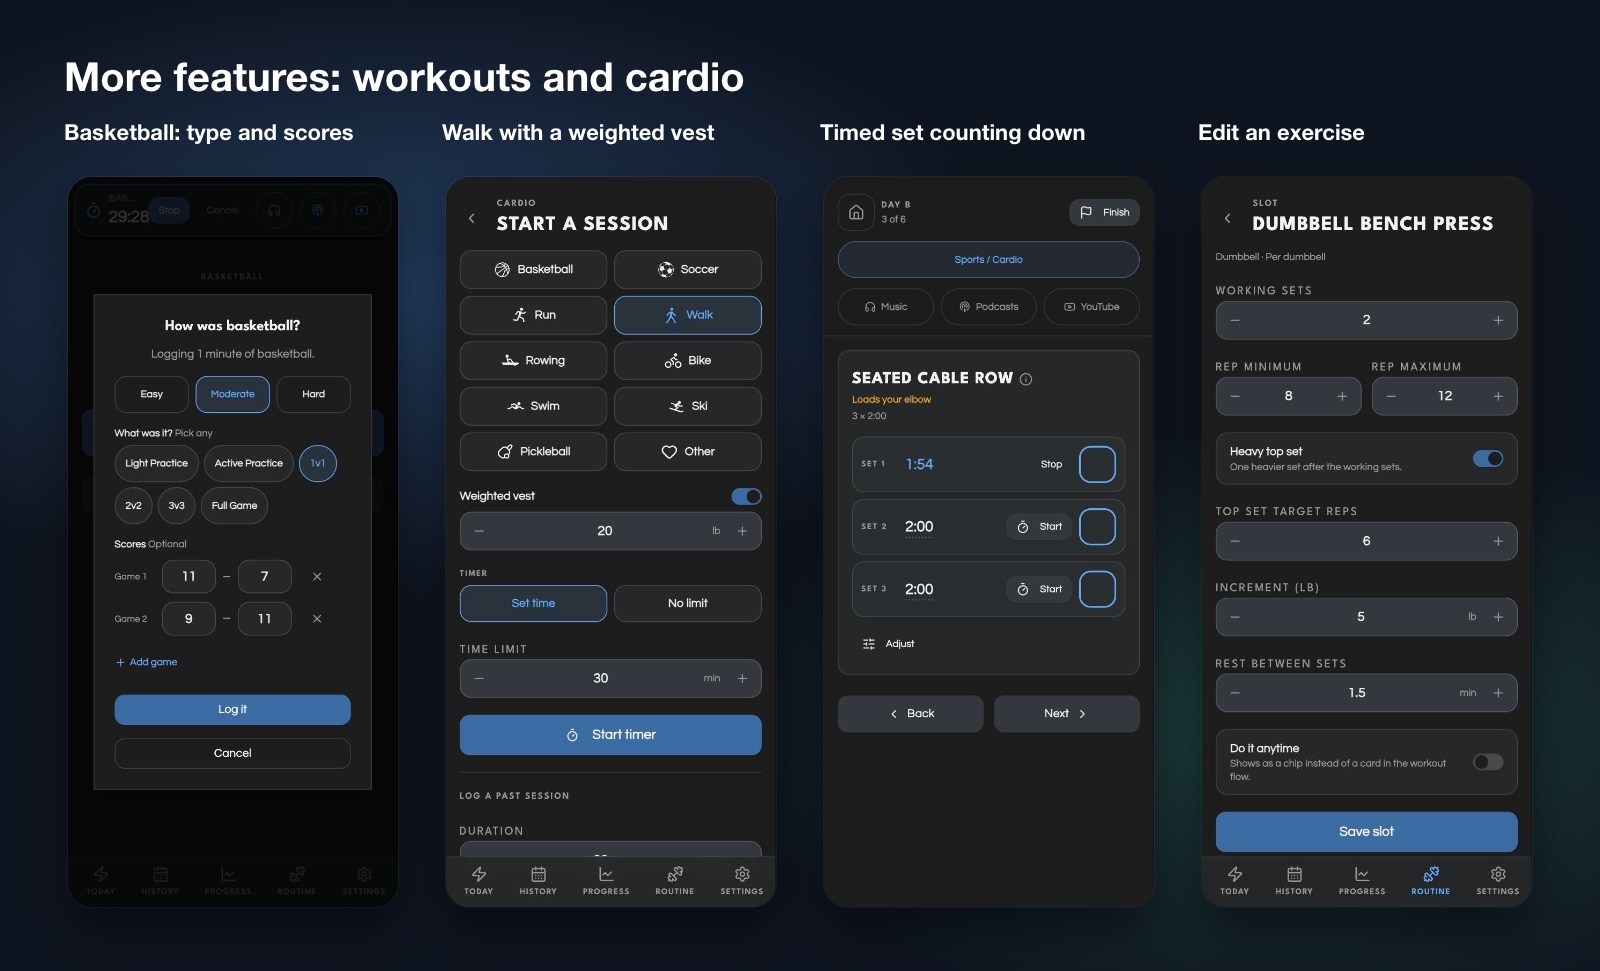 More features: workouts and cardio
Basketball: type and scores
BAS...
29:28
Stop
Cancel
BASKETBALL
How was basketball?
Logging 1 minute of basketball.
Easy
Moderate
Hard
What was it? Pick any
Light Practice
Active Practice
1v1
2v2
3v3
Full Game
Scores Optional
Game 1
11
–
7
Game 2
9
–
11
+ Add game
Log it
Cancel
TODAY
HISTORY
PROGRESS
ROUTINE
SETTINGS
Walk with a weighted vest
CARDIO
START A SESSION
Basketball
Soccer
Run
Walk
Rowing
Bike
Swim
Ski
Pickleball
Other
Weighted vest
− 20 lb +
TIMER
Set time
No limit
TIME LIMIT
− 30 min +
Start timer
LOG A PAST SESSION
DURATION
TODAY
HISTORY
PROGRESS
ROUTINE
SETTINGS
Timed set counting down
DAY B
3 of 6
Finish
Sports / Cardio
Music
Podcasts
YouTube
SEATED CABLE ROW
Loads your elbow
3 × 2:00
SET 1
1:54
Stop
SET 2
2:00
Start
SET 3
2:00
Start
Adjust
Back
Next
Edit an exercise
SLOT
DUMBBELL BENCH PRESS
Dumbbell · Per dumbbell
WORKING SETS
− 2 +
REP MINIMUM
− 8 +
REP MAXIMUM
− 12 +
Heavy top set
One heavier set after the working sets.
TOP SET TARGET REPS
− 6 +
INCREMENT (LB)
− 5 lb +
REST BETWEEN SETS
− 1.5 min +
Do it anytime
Shows as a chip instead of a card in the workout
flow.
Save slot
TODAY
HISTORY
PROGRESS
ROUTINE
SETTINGS